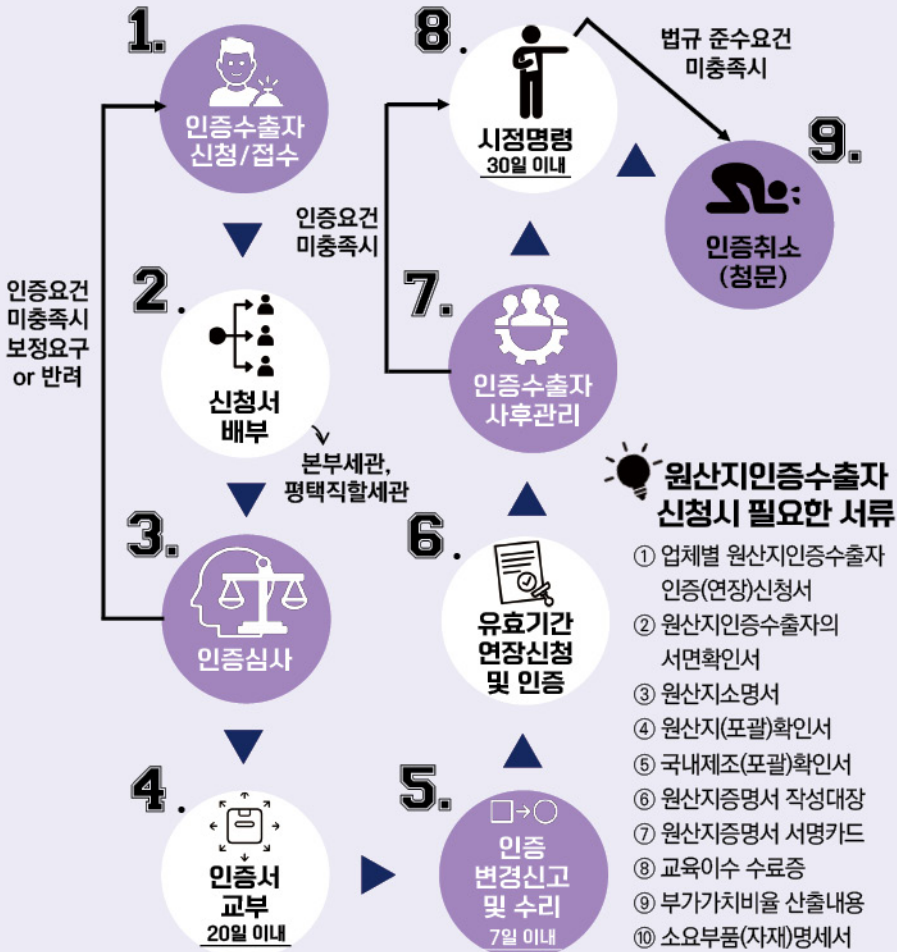 1.
인증수출자
신청/접수
인증요건
미충족시
보정요구
or 반려
2.
신청서
배부
본부세관,
평택직할세관
3.
인증심사
4.
인증서
교부
20일 이내
5.
인증
변경신고
및 수리
7일 이내
6.
유효기간
연장신청
및 인증
7.
인증수출자
사후관리
인증요건
미충족시
8.
시정명령
30일 이내
법규 준수요건
미충족시
9.
인증취소
(청문)
원산지인증수출자
신청시 필요한 서류
① 업체별 원산지인증수출자
인증(연장)신청서
② 원산지인증수출자의
서면확인서
③ 원산지소명서
④ 원산지(포괄)확인서
⑤ 국내제조(포괄)확인서
⑥ 원산지증명서 작성대장
⑦ 원산지증명서 서명카드
⑧ 교육이수 수료증
⑨ 부가가치비율 산출내용
⑩ 소요부품(자재)명세서